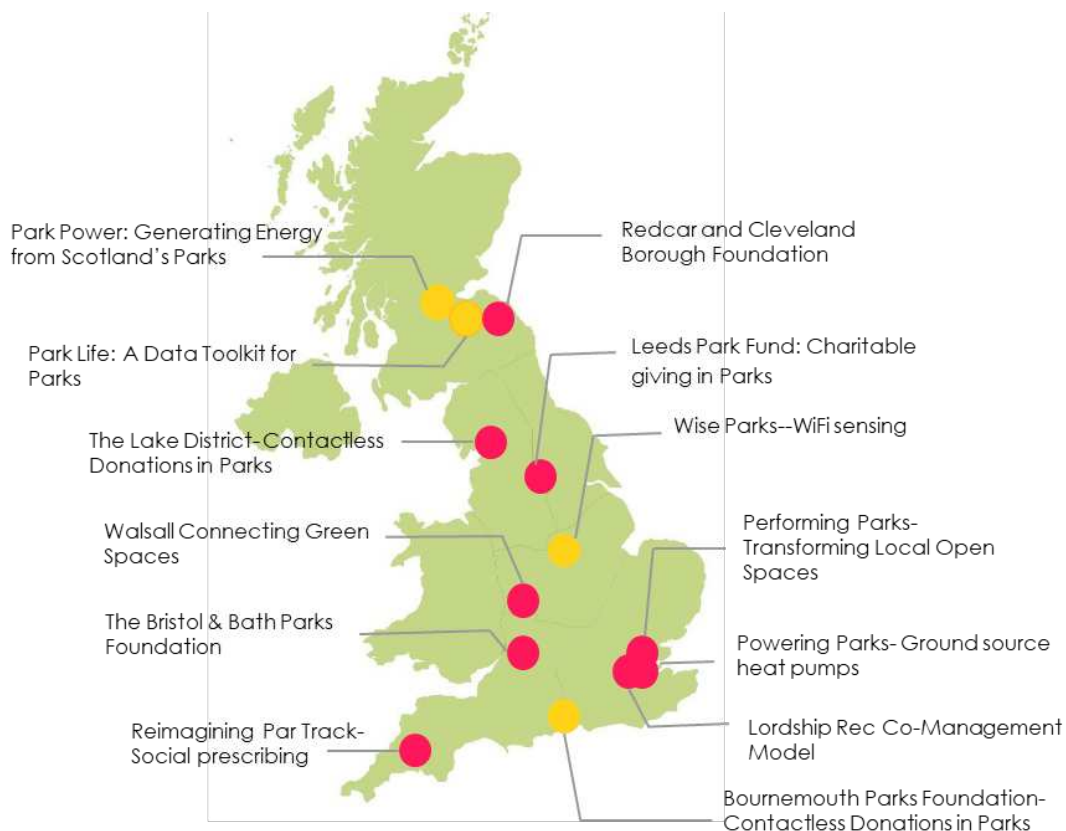 Park Power: Generating Energy
from Scotland's Parks
Redcar and Cleveland
Borough Foundation
Park Life: A Data Toolkit for
Parks
Leeds Park Fund: Charitable
giving in Parks
The Lake District-Contactless
Donations in Parks
Wise Parks--WiFi sensing
Walsall Connecting Green
Spaces
Performing Parks-
Transforming Local Open
Spaces
The Bristol & Bath Parks
Foundation
Powering Parks- Ground source
heat pumps
Reimagining Par Track-
Social prescribing
Lordship Rec Co-Management
Model
Bournemouth Parks Foundation-
Contactless Donations in Parks